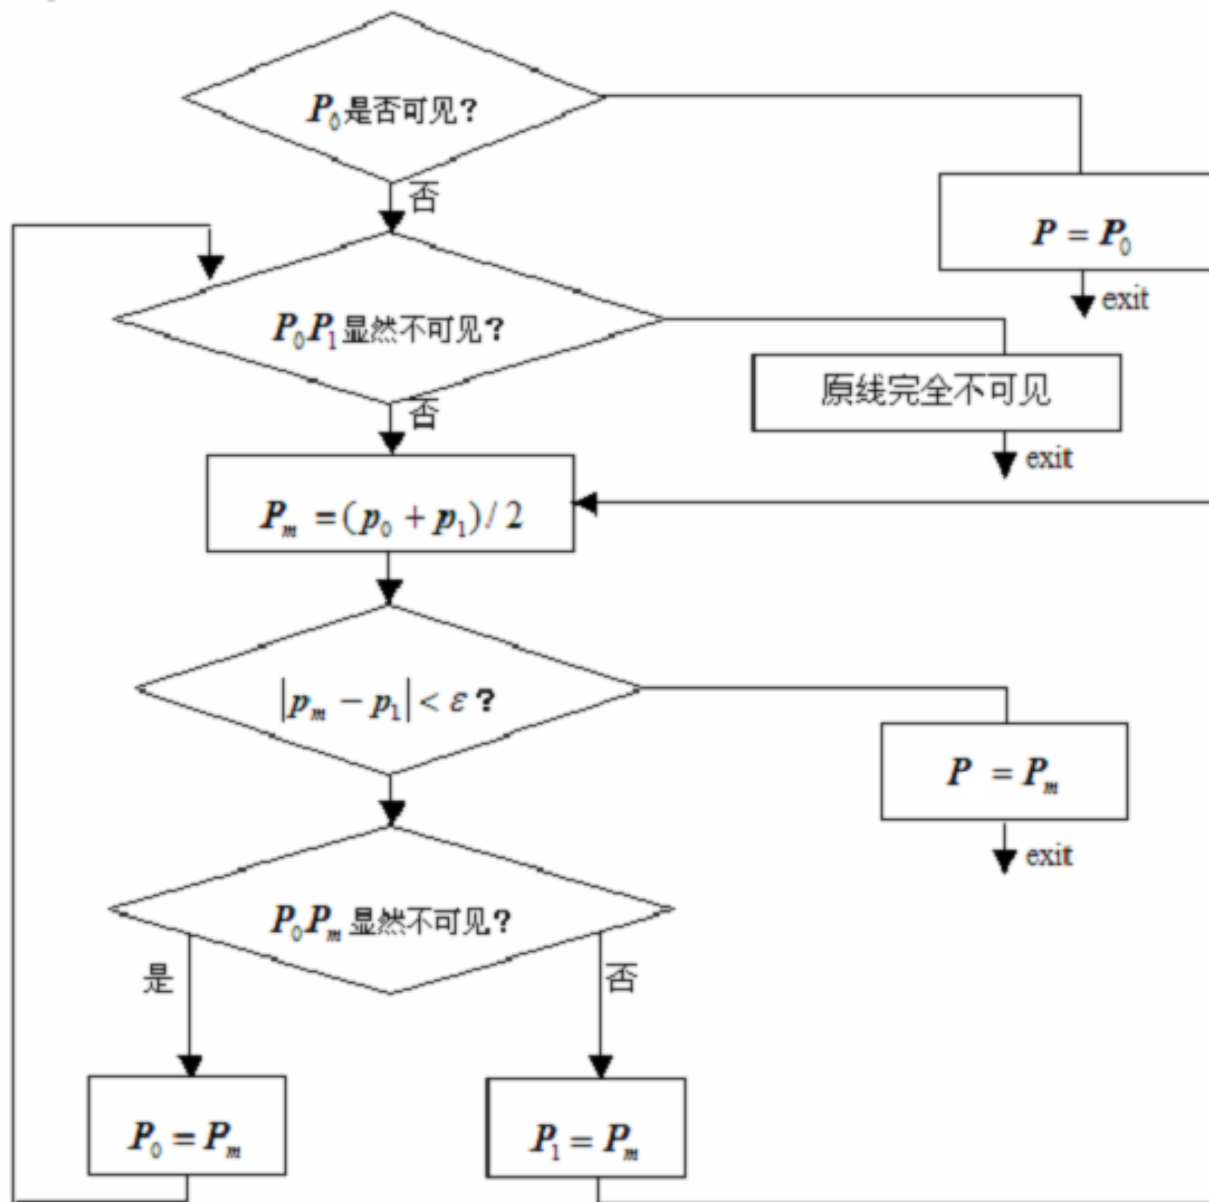 P₀是否可见?
否
P = P₀
exit
P₀P₁显然不可见?
原线完全不可见
否
exit
Pₘ = (p₀ + p₁) / 2
|pₘ − p₁| < ε ?
P = Pₘ
exit
P₀Pₘ显然不可见?
是
否
P₀ = Pₘ
P₁ = Pₘ